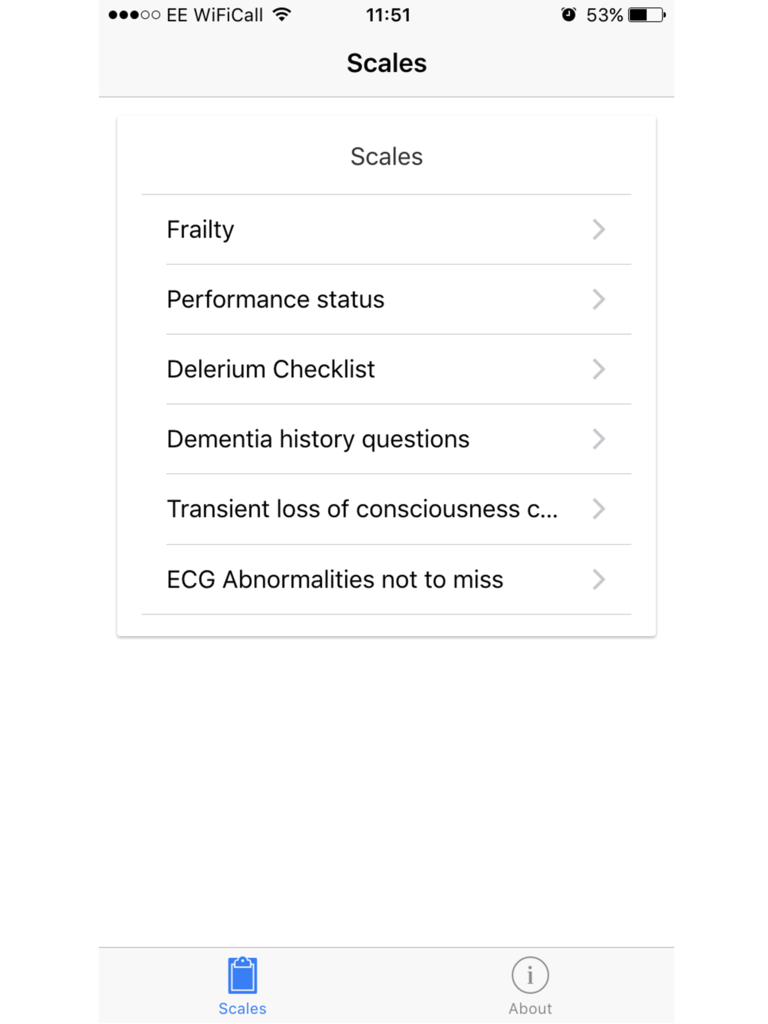 EE WiFiCall 11:51 53%
Scales
Scales
Frailty
Performance status
Delerium Checklist
Dementia history questions
Transient loss of consciousness c...
ECG Abnormalities not to miss
Scales About